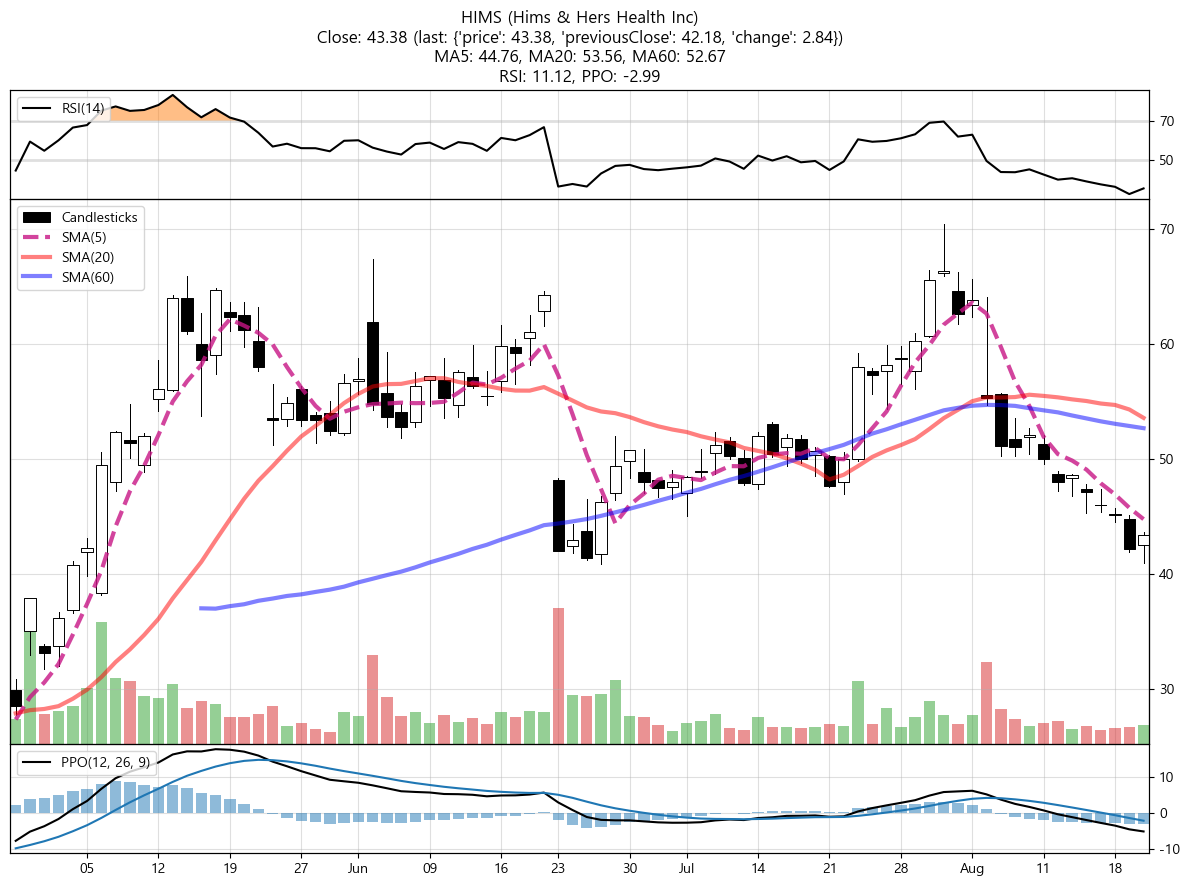 HIMS (Hims & Hers Health Inc)
Close: 43.38 (last: {'price': 43.38, 'previousClose': 42.18, 'change': 2.84})
MA5: 44.76, MA20: 53.56, MA60: 52.67
RSI: 11.12, PPO: -2.99
RSI(14)
70
50
Candlesticks
SMA(5)
SMA(20)
SMA(60)
70
60
50
40
30
PPO(12, 26, 9)
10
0
-10
05 12 19 27 Jun 09 16 23 30 Jul 14 21 28 Aug 11 18